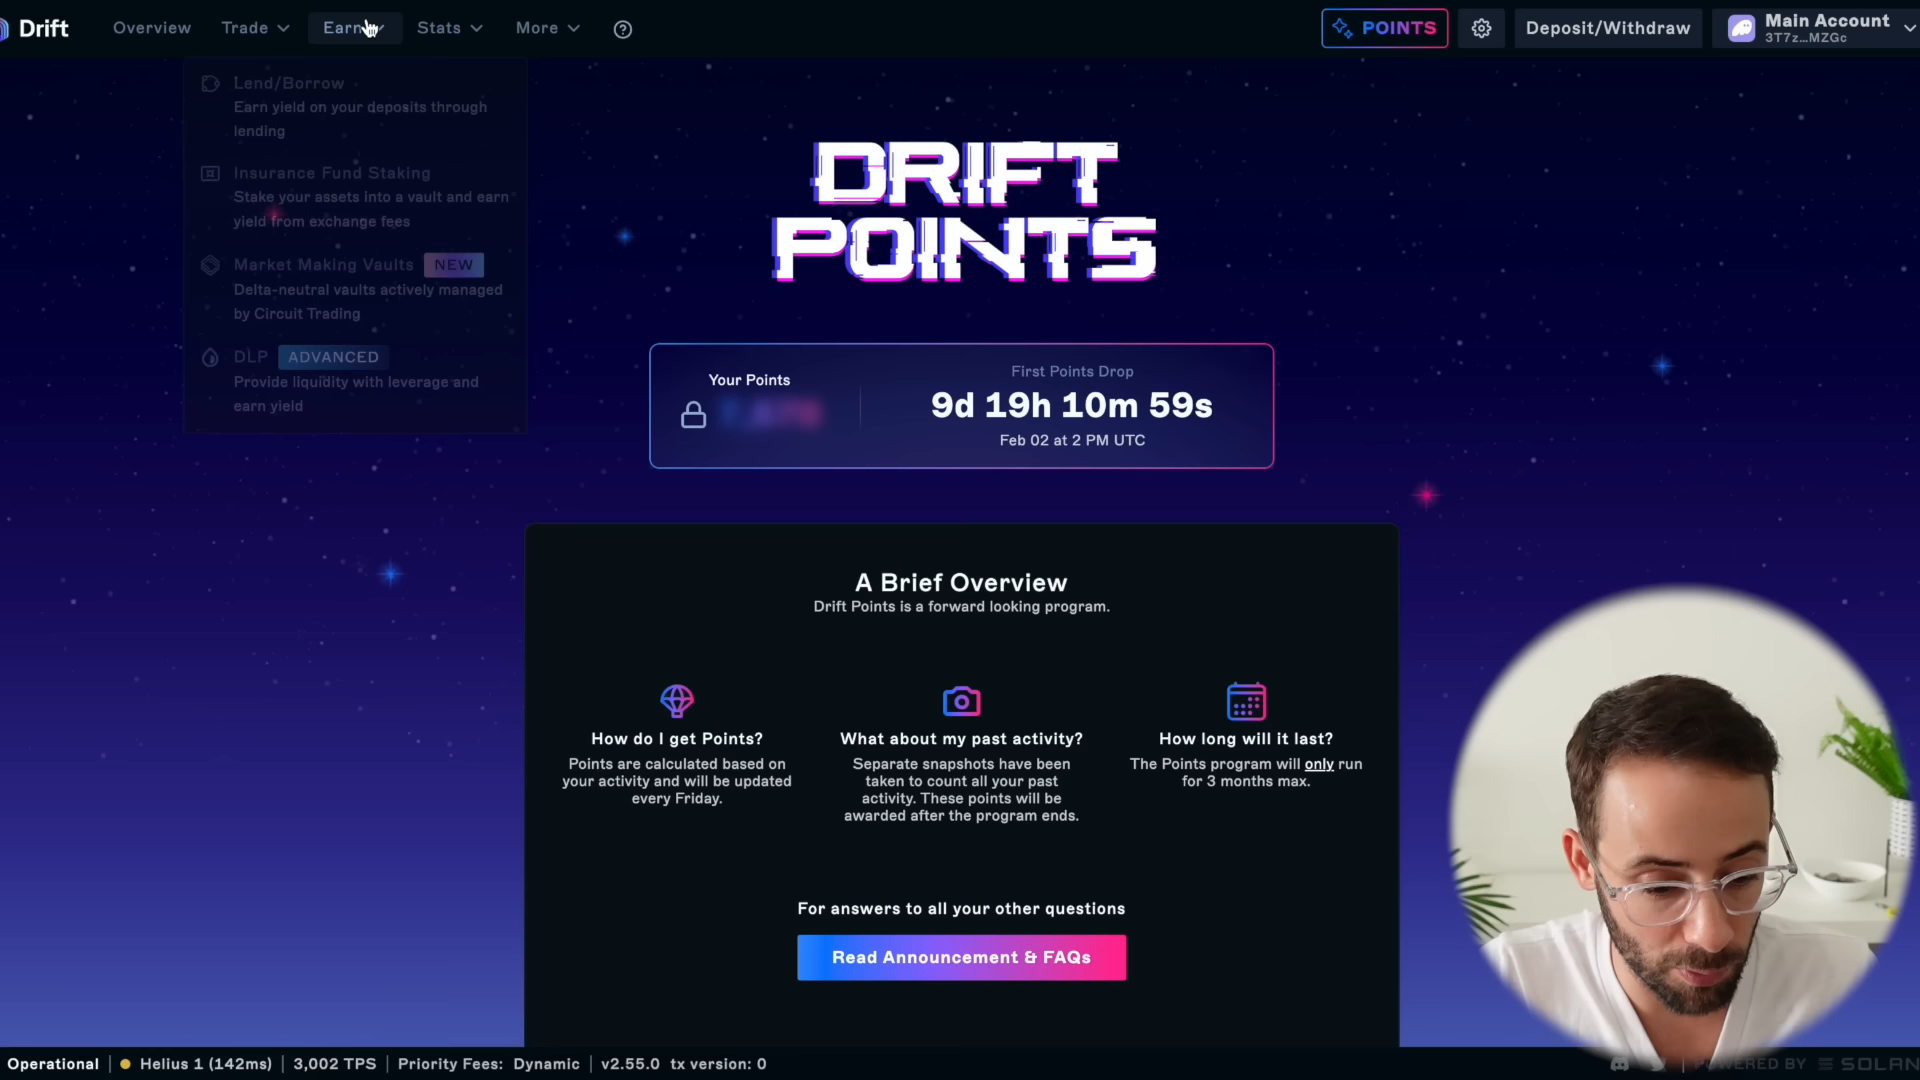 Drift
Overview
Trade
Earn
Stats
More
POINTS
Deposit/Withdraw
Main Account
3T7z...MZGc
Lend/Borrow
Earn yield on your deposits through
lending
Insurance Fund Staking
Stake your assets into a vault and earn
yield from exchange fees
Market Making Vaults NEW
Delta-neutral vaults actively managed
by Circuit Trading
DLP ADVANCED
Provide liquidity with leverage and
earn yield
DRIFT
POINTS
Your Points
First Points Drop
9d 19h 10m 59s
Feb 02 at 2 PM UTC
A Brief Overview
Drift Points is a forward looking program.
How do I get Points?
Points are calculated based on
your activity and will be updated
every Friday.
What about my past activity?
Separate snapshots have been
taken to count all your past
activity. These points will be
awarded after the program ends.
How long will it last?
The Points program will only run
for 3 months max.
For answers to all your other questions
Read Announcement & FAQs
Operational
Helius 1 (142ms)
3,002 TPS
Priority Fees: Dynamic
v2.55.0 tx version: 0
POWERED BY SOLAN